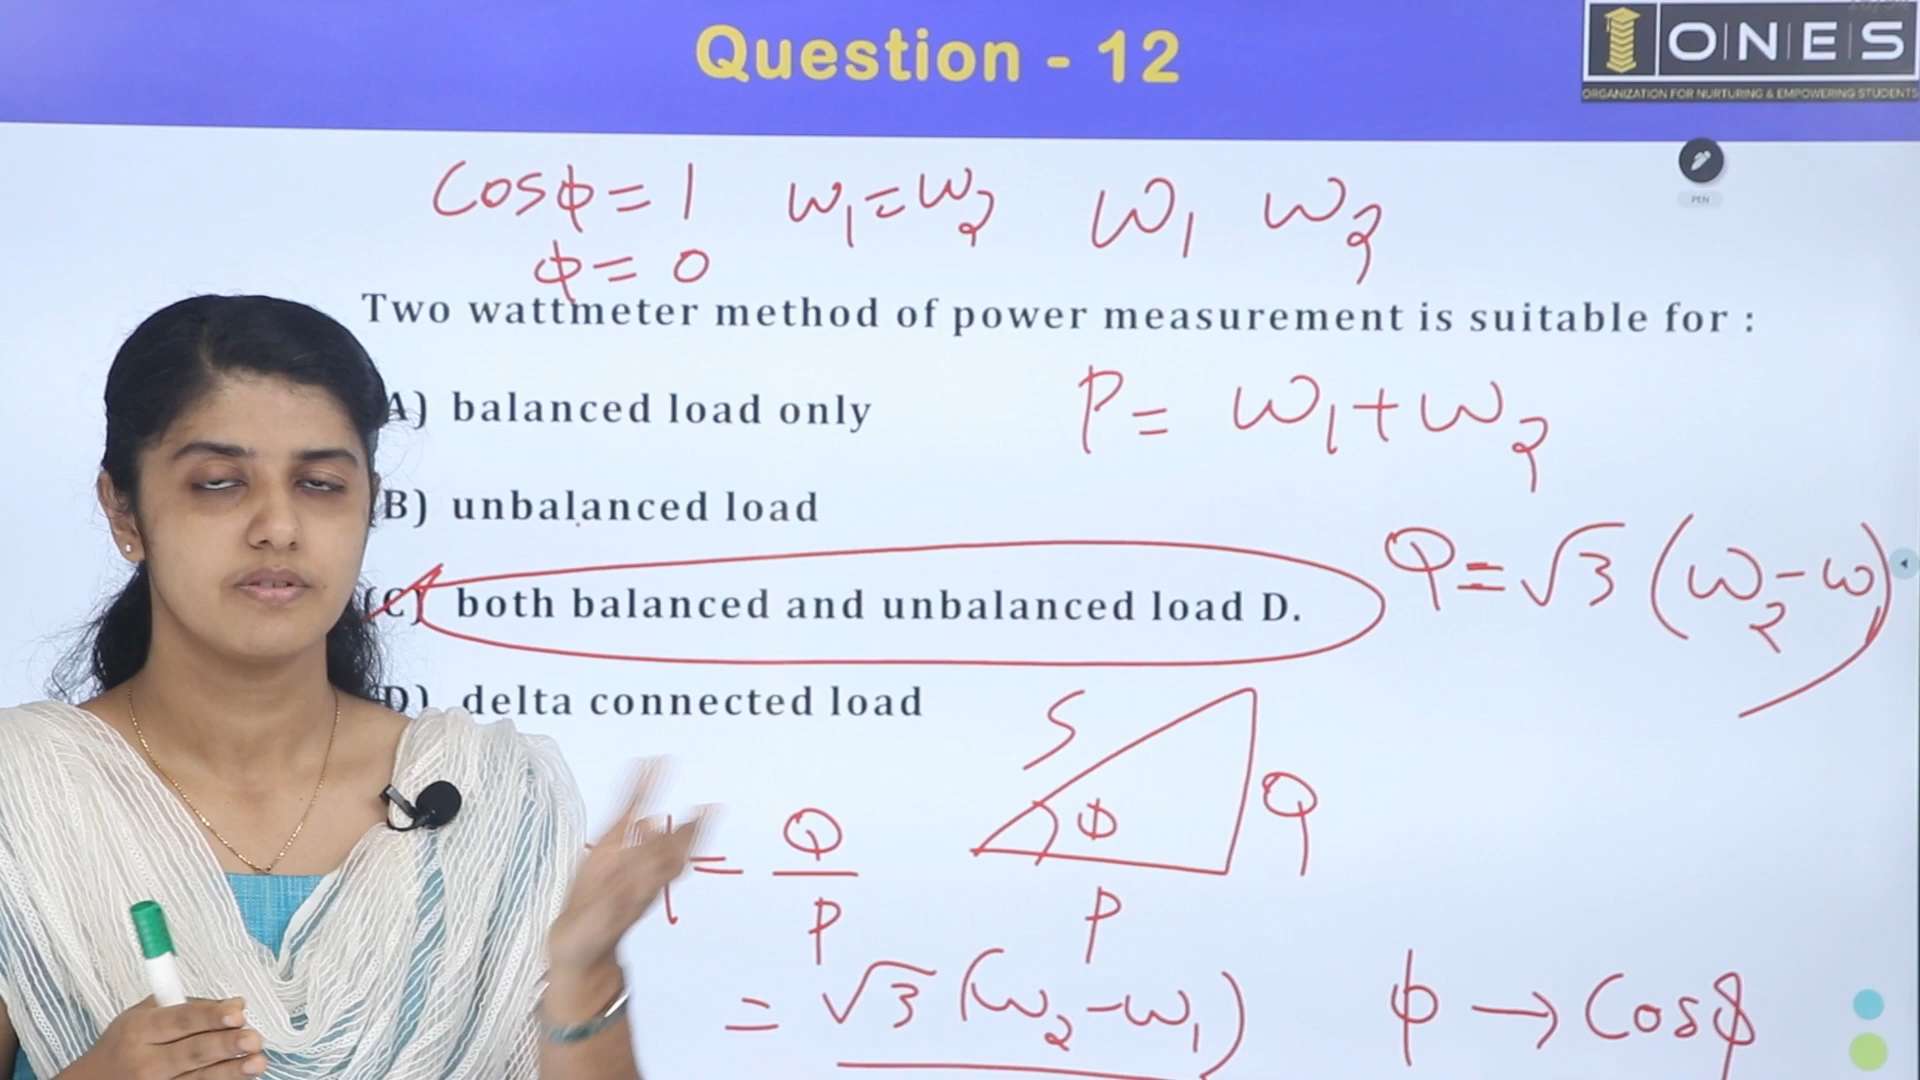 Question - 12
ONES
ORGANIZATION FOR NURTURING & EMPOWERING STUDENTS
PEN
Cosφ = 1 W₁ = W₂ W₁ W₂
φ = 0
Two wattmeter method of power measurement is suitable for :
A) balanced load only
P = W₁ + W₂
(B) unbalanced load
Q = √3 (W₂ - W
(C) both balanced and unbalanced load D.
D) delta connected load
S
φ
Q
P
= Q
P
= √3 (W₂ - W₁)
φ → Cosφ